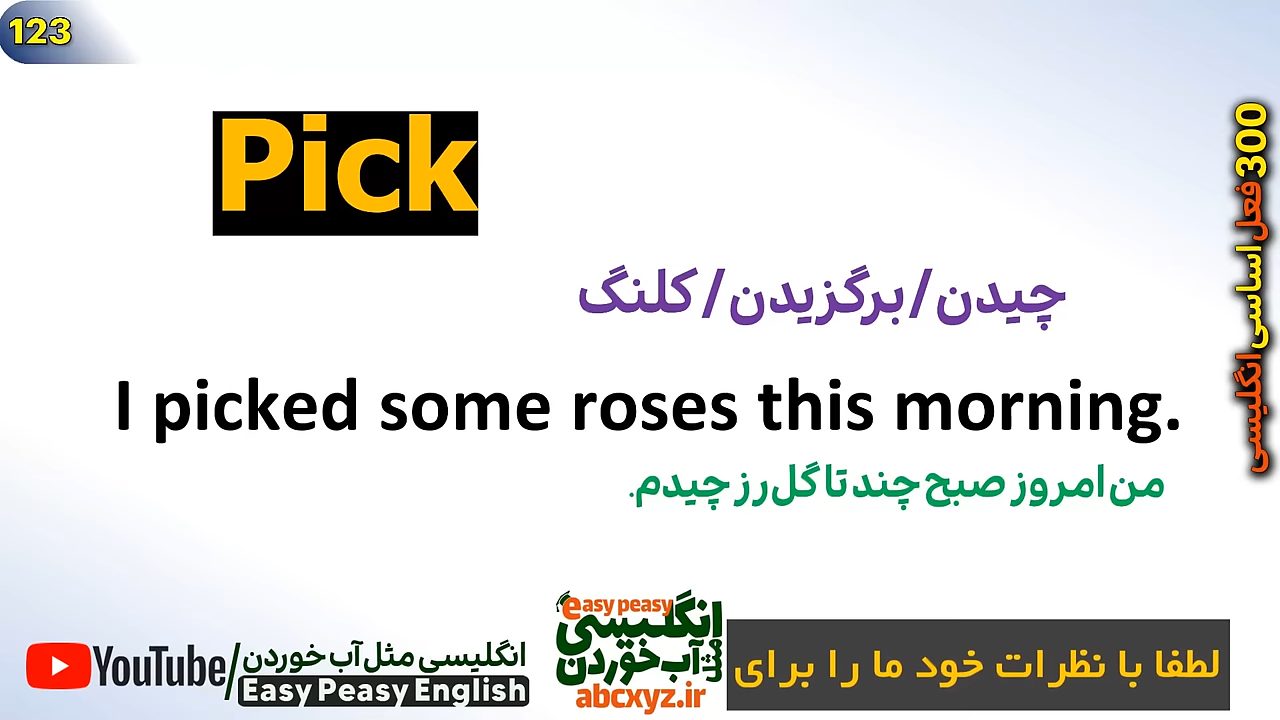 123
Pick
چیدن/برگزیدن/کلنگ
I picked some roses this morning.
من امروز صبح چند تا گل رز چیدم.
300 فعل اساسی انگلیسی
YouTube/انگلیسی مثل آب خوردن
Easy Peasy English
easy peasy
انگلیسی
مثل
آب خوردن
abcxyz.ir
لطفا با نظرات خود ما را برای